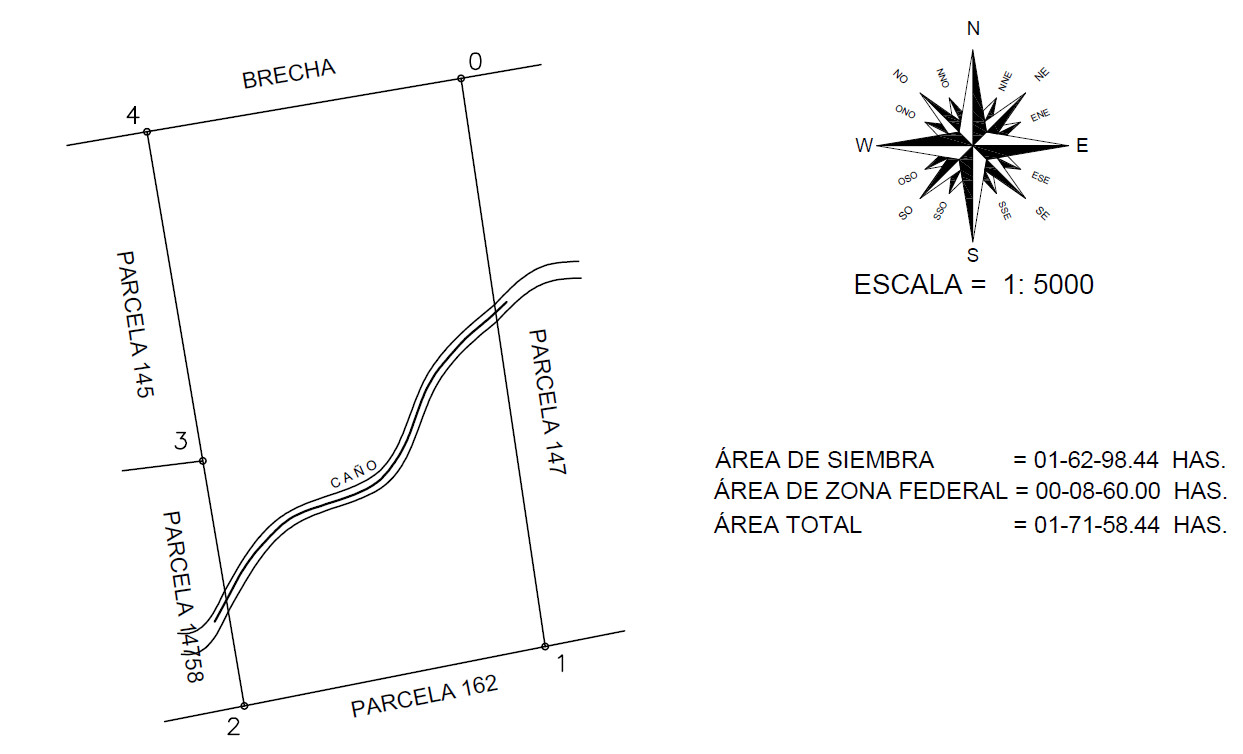 N
NO
NNO
NNE
NE
ONO
ENE
W
E
OSO
ESE
SO
SSO
SSE
SE
S
ESCALA = 1: 5000
BRECHA
0
4
PARCELA 145
PARCELA 147
3
CAÑO
PARCELA 14758
1
PARCELA 162
2
ÁREA DE SIEMBRA = 01-62-98.44 HAS.
ÁREA DE ZONA FEDERAL = 00-08-60.00 HAS.
ÁREA TOTAL = 01-71-58.44 HAS.